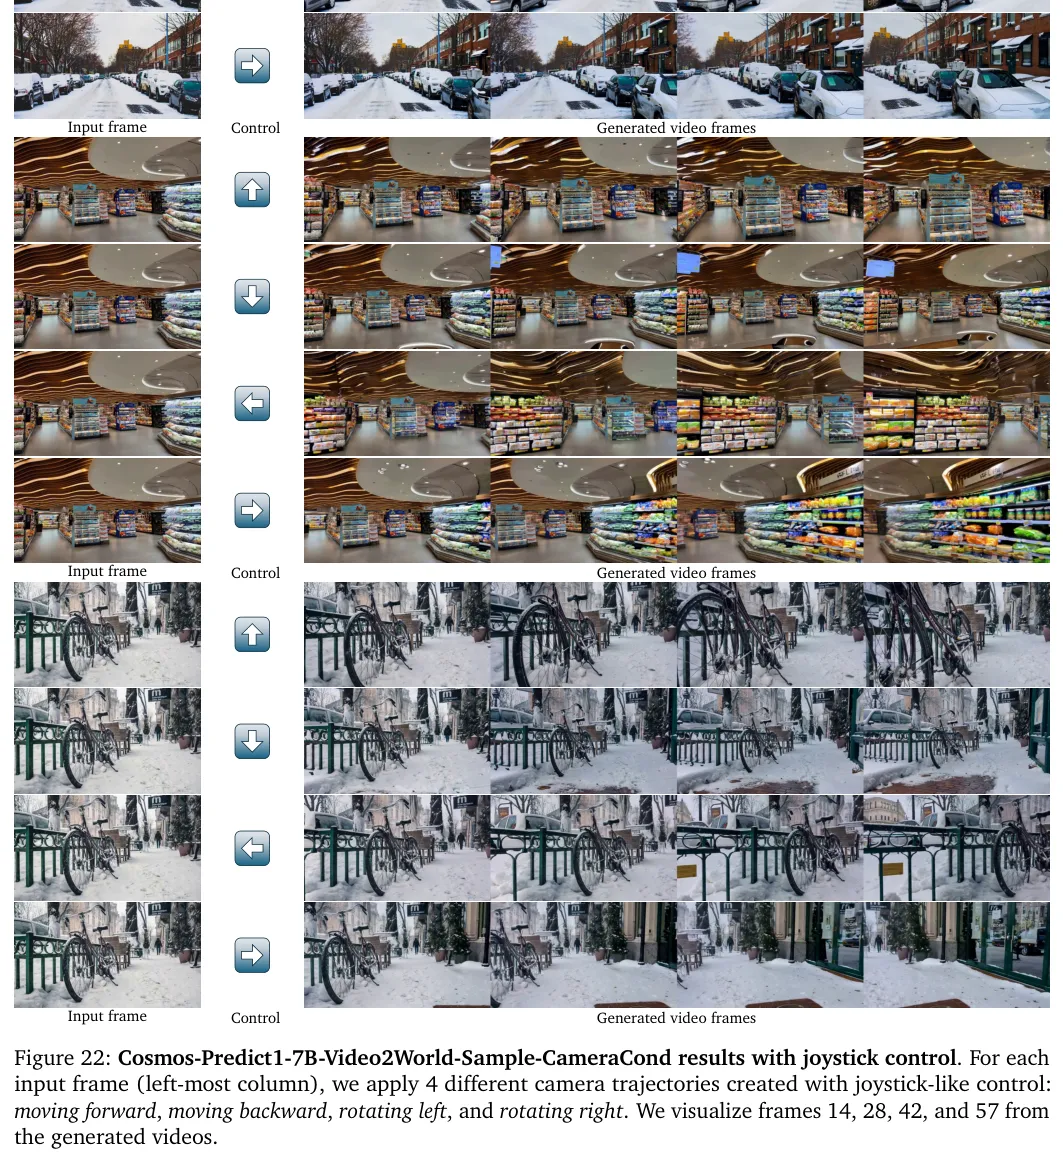 Input frame
Control
Generated video frames
Input frame
Control
Generated video frames
Input frame
Control
Generated video frames
Figure 22: Cosmos-Predict1-7B-Video2World-Sample-CameraCond results with joystick control. For each
input frame (left-most column), we apply 4 different camera trajectories created with joystick-like control:
moving forward, moving backward, rotating left, and rotating right. We visualize frames 14, 28, 42, and 57 from
the generated videos.